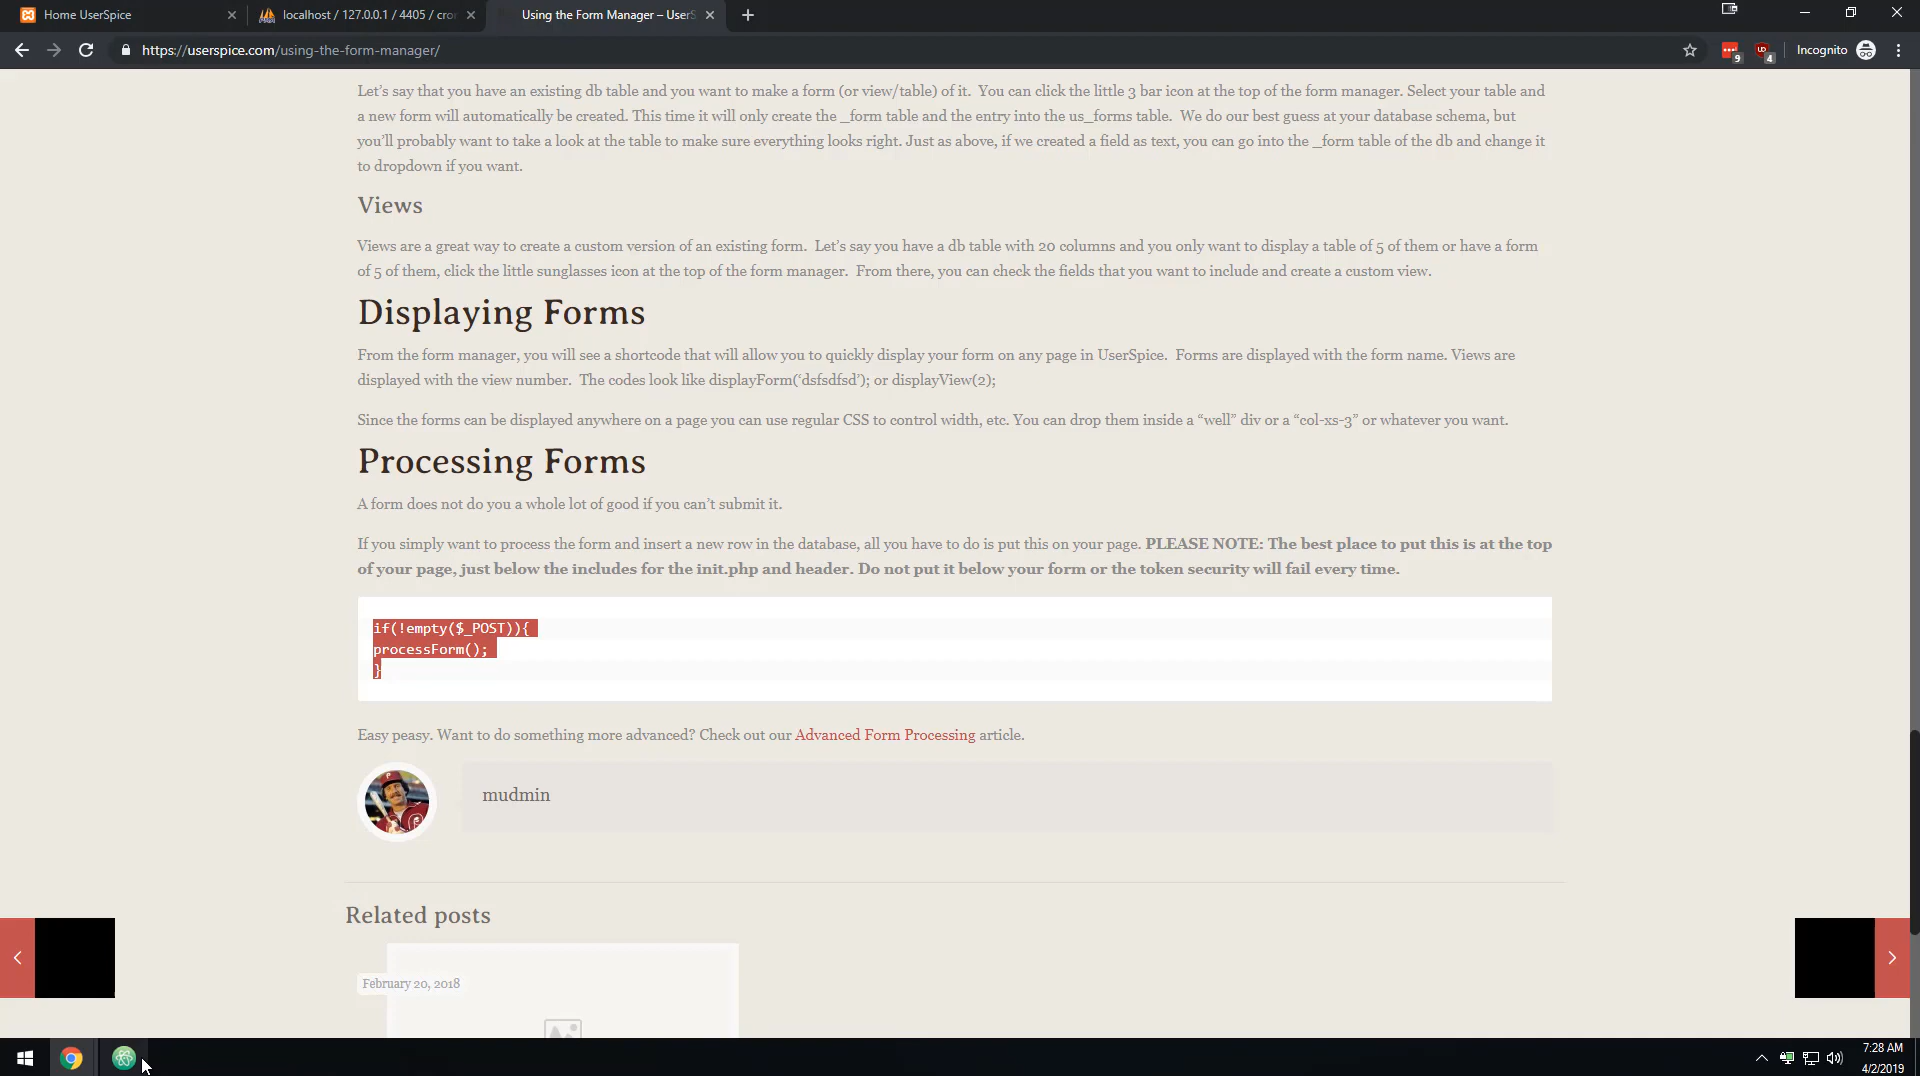 Home UserSpice
localhost / 127.0.0.1 / 4405 / cron
Using the Form Manager – UserS
https://userspice.com/using-the-form-manager/
9
4
Incognito
Let's say that you have an existing db table and you want to make a form (or view/table) of it.  You can click the little 3 bar icon at the top of the form manager. Select your table and
a new form will automatically be created. This time it will only create the _form table and the entry into the us_forms table.  We do our best guess at your database schema, but
you'll probably want to take a look at the table to make sure everything looks right. Just as above, if we created a field as text, you can go into the _form table of the db and change it
to dropdown if you want.
Views
Views are a great way to create a custom version of an existing form.  Let's say you have a db table with 20 columns and you only want to display a table of 5 of them or have a form
of 5 of them, click the little sunglasses icon at the top of the form manager.  From there, you can check the fields that you want to include and create a custom view.
Displaying Forms
From the form manager, you will see a shortcode that will allow you to quickly display your form on any page in UserSpice.  Forms are displayed with the form name. Views are
displayed with the view number.  The codes look like displayForm('dsfsdfsd'); or displayView(2);
Since the forms can be displayed anywhere on a page you can use regular CSS to control width, etc. You can drop them inside a “well” div or a “col-xs-3” or whatever you want.
Processing Forms
A form does not do you a whole lot of good if you can't submit it.
If you simply want to process the form and insert a new row in the database, all you have to do is put this on your page. PLEASE NOTE: The best place to put this is at the top
of your page, just below the includes for the init.php and header. Do not put it below your form or the token security will fail every time.
if(!empty($_POST)){
processForm();
}
Easy peasy. Want to do something more advanced? Check out our Advanced Form Processing article.
mudmin
Related posts
February 20, 2018
7:28 AM
4/2/2019